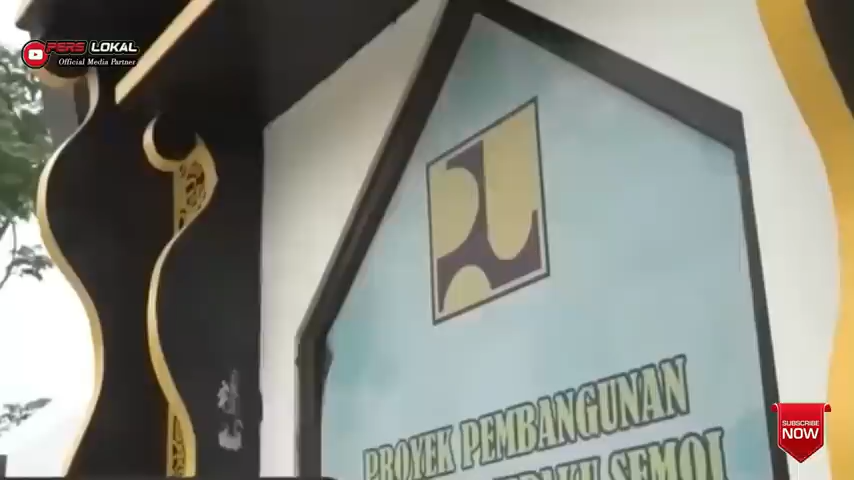 PERS LOKAL
Official Media Partner
PROYEK PEMBANGUNAN
SEMOI
SUBSCRIBE
NOW